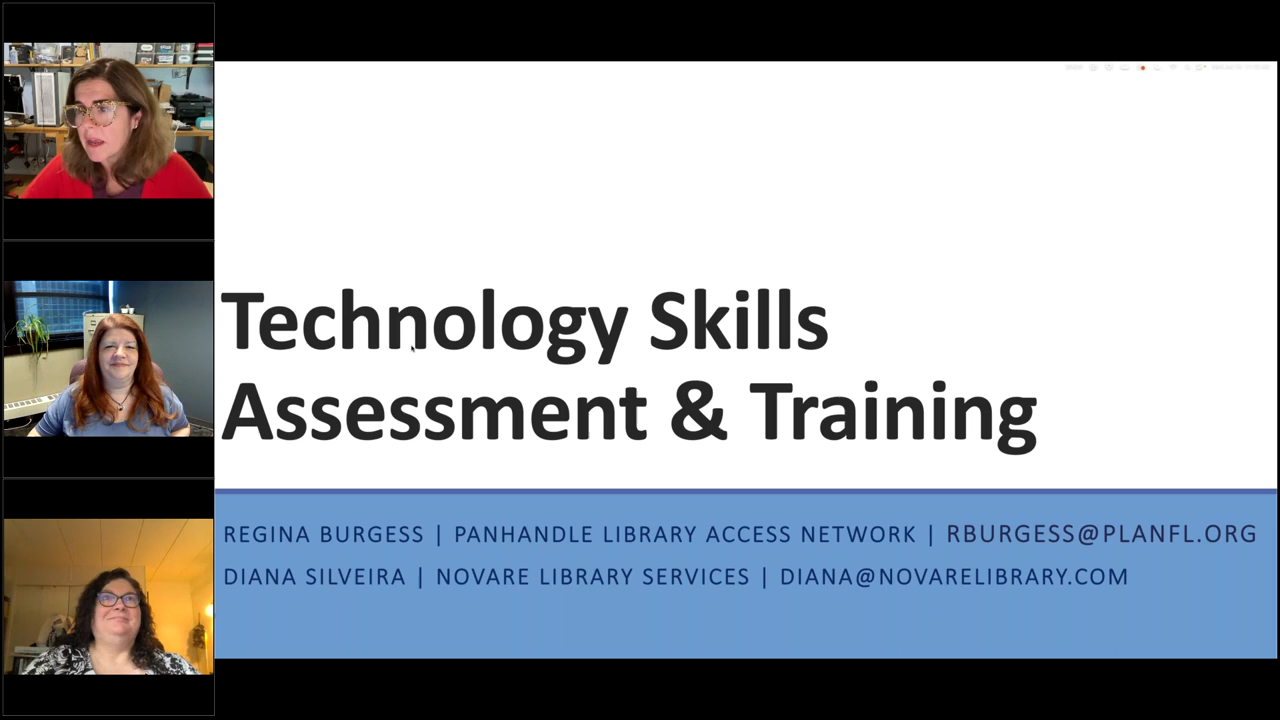 Technology Skills
Assessment & Training
REGINA BURGESS | PANHANDLE LIBRARY ACCESS NETWORK | RBURGESS@PLANFL.ORG
DIANA SILVEIRA | NOVARE LIBRARY SERVICES | DIANA@NOVARELIBRARY.COM